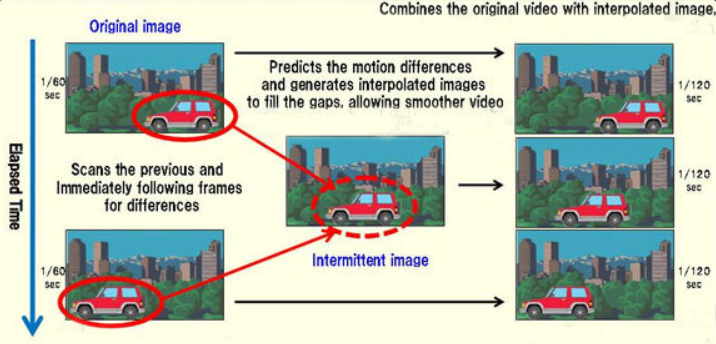 Combines the original video with interpolated image.
Original image
1/60
sec
Predicts the motion differences
and generates interpolated images
to fill the gaps, allowing smoother video
1/120
sec
Elapsed Time
Scans the previous and
Immediately following frames
for differences
1/120
sec
Intermittent image
1/60
sec
1/120
sec